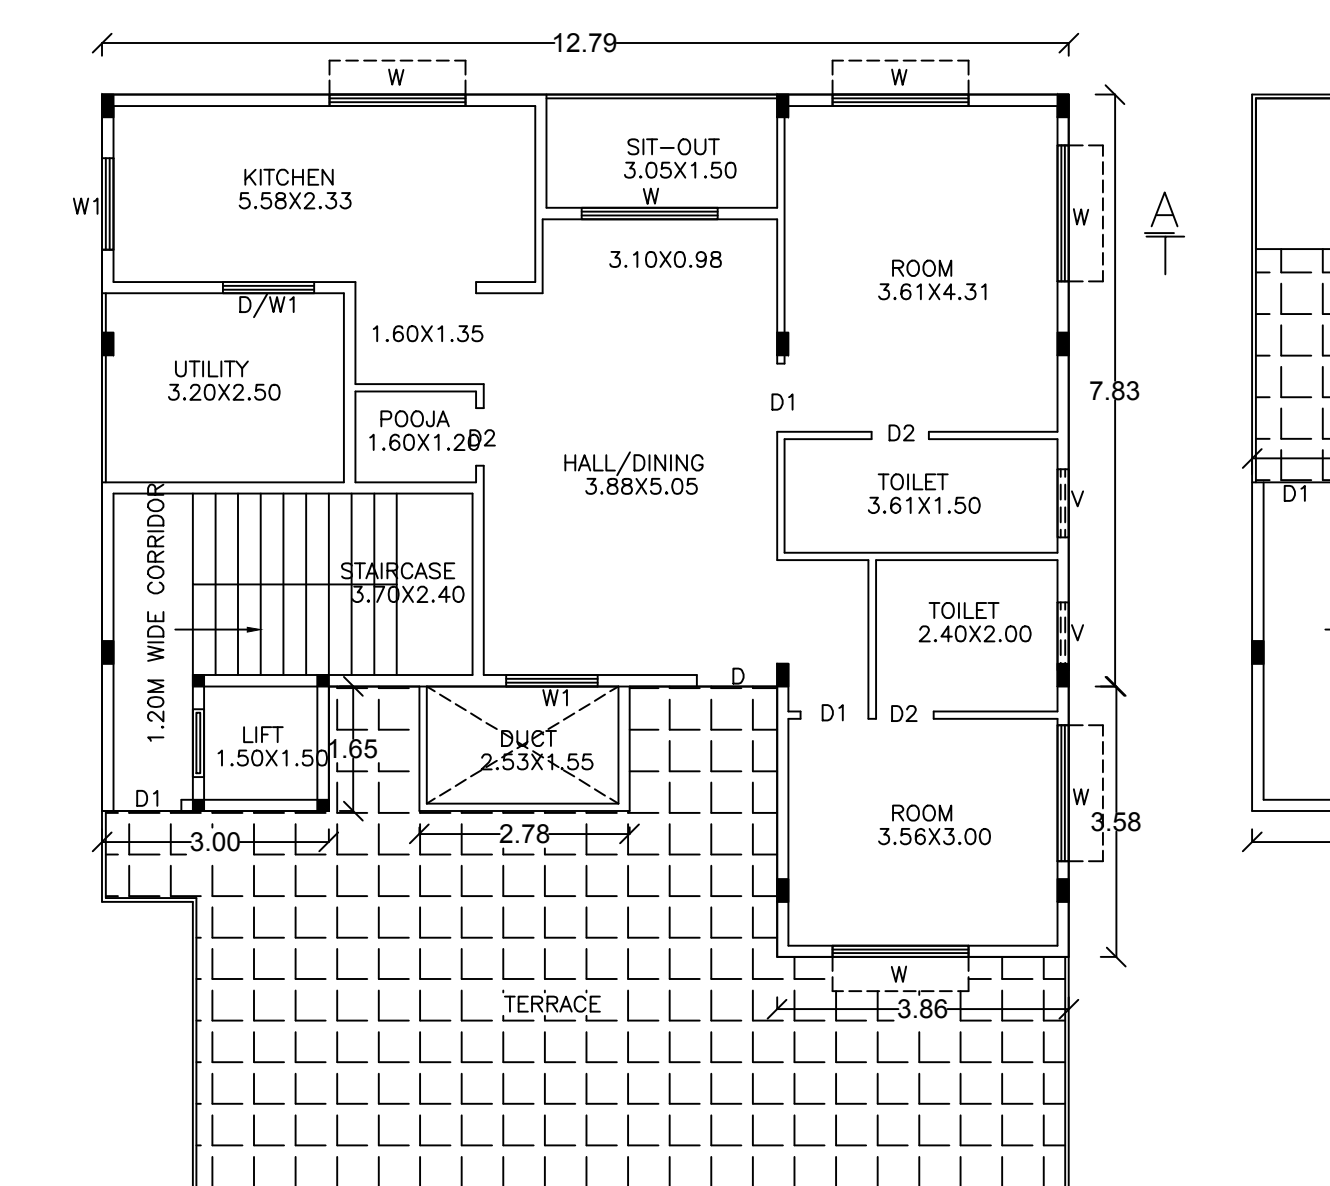 12.79
W
W
SIT-OUT
3.05X1.50
KITCHEN
5.58X2.33
W
W1
W
A
3.10X0.98
ROOM
3.61X4.31
D/W1
1.60X1.35
UTILITY
3.20X2.50
7.83
D1
POOJA
1.60X1.20
D2
D2
HALL/DINING
3.88X5.05
TOILET
3.61X1.50
V
D1
1.20M WIDE CORRIDOR
STAIRCASE
3.70X2.40
TOILET
2.40X2.00
V
D
W1
D1
D2
LIFT
1.50X1.50
1.65
DUCT
2.53X1.55
D1
W
ROOM
3.56X3.00
3.58
3.00
2.78
W
TERRACE
3.86